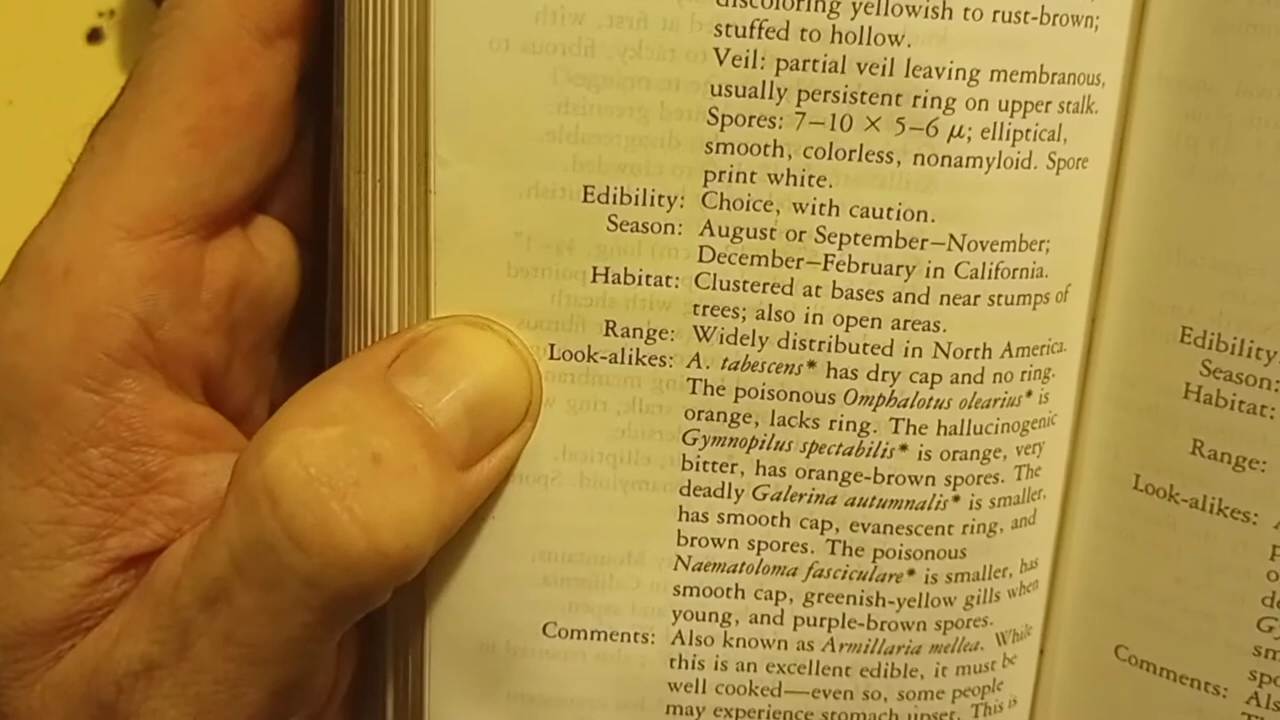 discoloring yellowish to rust-brown;
stuffed to hollow.
Veil: partial veil leaving membranous,
usually persistent ring on upper stalk.
Spores: 7–10 × 5–6 μ; elliptical,
smooth, colorless, nonamyloid. Spore
print white.
Edibility: Choice, with caution.
Season: August or September–November;
December–February in California.
Habitat: Clustered at bases and near stumps of
trees; also in open areas.
Range: Widely distributed in North America.
Look-alikes: A. tabescens* has dry cap and no ring.
The poisonous Omphalotus olearius* is
orange, lacks ring. The hallucinogenic
Gymnopilus spectabilis* is orange, very
bitter, has orange-brown spores. The
deadly Galerina autumnalis* is smaller,
has smooth cap, evanescent ring, and
brown spores. The poisonous
Naematoloma fasciculare* is smaller, has
smooth cap, greenish-yellow gills when
young, and purple-brown spores.
Comments: Also known as Armillaria mellea. While
this is an excellent edible, it must be
well cooked—even so, some people
may experience stomach upset. This is
Edibility
Season:
Habitat:
Range:
Look-alikes:
Comments: